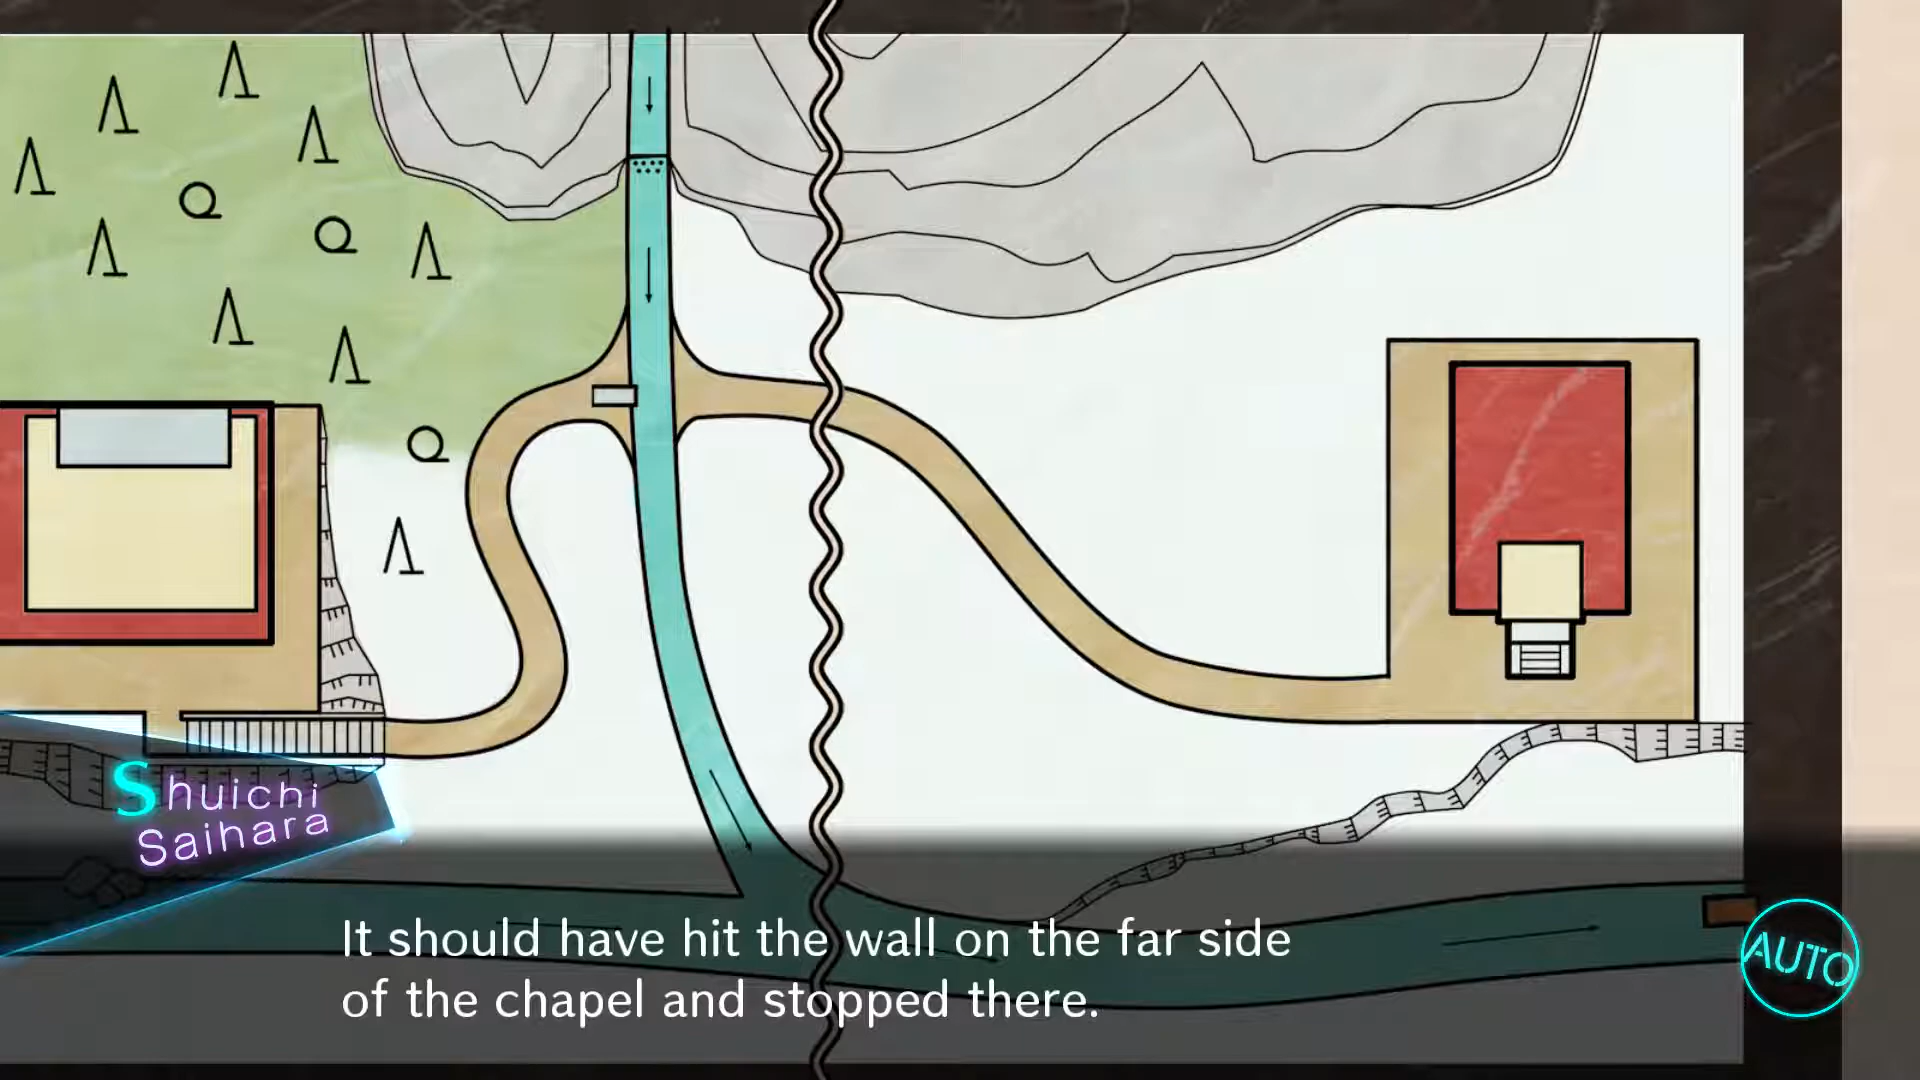 Shuichi
Saihara
It should have hit the wall on the far side
of the chapel and stopped there.
AUTO